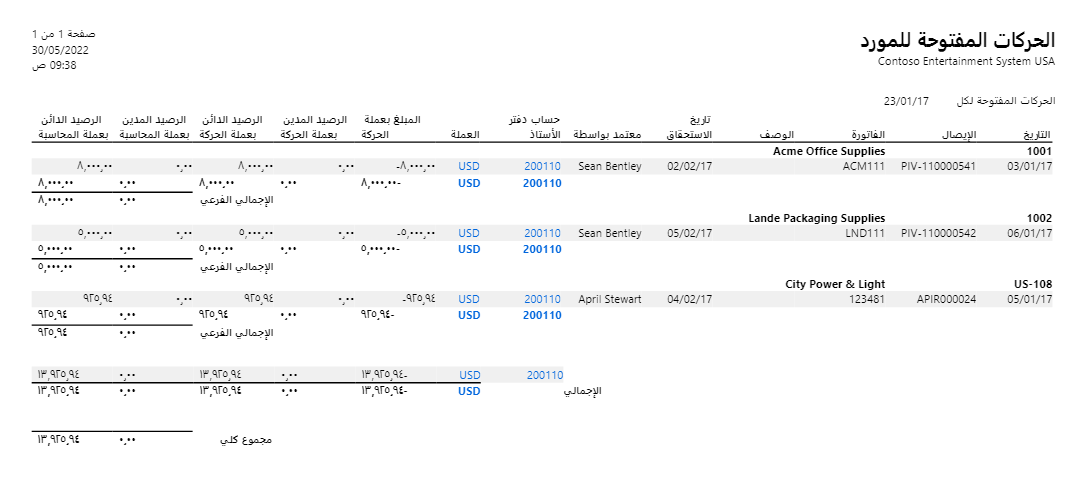 الحركات المفتوحة للمورد
Contoso Entertainment System USA
صفحة 1 من 1
30/05/2022
09:38 ص
الحركات المفتوحة لكل 23/01/17
التاريخ الإيصال الفاتورة الوصف تاريخ الاستحقاق معتمد بواسطة حساب دفتر الأستاذ العملة المبلغ بعملة الحركة الرصيد المدين بعملة الحركة الرصيد الدائن بعملة الحركة الرصيد المدين بعملة المحاسبة الرصيد الدائن بعملة المحاسبة
1001 Acme Office Supplies
03/01/17 PIV-110000541 ACM111 02/02/17 Sean Bentley 200110 USD -٨,٠٠٠٫٠٠ ٠٫٠٠ ٨,٠٠٠٫٠٠ ٠٫٠٠ ٨,٠٠٠٫٠٠
200110 USD -٨,٠٠٠٫٠٠ ٠٫٠٠ ٨,٠٠٠٫٠٠ ٠٫٠٠ ٨,٠٠٠٫٠٠
الإجمالي الفرعي ٠٫٠٠ ٨,٠٠٠٫٠٠
1002 Lande Packaging Supplies
06/01/17 PIV-110000542 LND111 05/02/17 Sean Bentley 200110 USD -٥,٠٠٠٫٠٠ ٠٫٠٠ ٥,٠٠٠٫٠٠ ٠٫٠٠ ٥,٠٠٠٫٠٠
200110 USD -٥,٠٠٠٫٠٠ ٠٫٠٠ ٥,٠٠٠٫٠٠ ٠٫٠٠ ٥,٠٠٠٫٠٠
الإجمالي الفرعي ٠٫٠٠ ٥,٠٠٠٫٠٠
US-108 City Power & Light
05/01/17 APIR000024 123481 04/02/17 April Stewart 200110 USD -٩٢٥٫٩٤ ٠٫٠٠ ٩٢٥٫٩٤ ٠٫٠٠ ٩٢٥٫٩٤
200110 USD -٩٢٥٫٩٤ ٠٫٠٠ ٩٢٥٫٩٤ ٠٫٠٠ ٩٢٥٫٩٤
الإجمالي الفرعي ٠٫٠٠ ٩٢٥٫٩٤
200110 USD -١٣,٩٢٥٫٩٤ ٠٫٠٠ ١٣,٩٢٥٫٩٤ ٠٫٠٠ ١٣,٩٢٥٫٩٤
الإجمالي USD -١٣,٩٢٥٫٩٤ ٠٫٠٠ ١٣,٩٢٥٫٩٤ ٠٫٠٠ ١٣,٩٢٥٫٩٤
مجموع كلي ٠٫٠٠ ١٣,٩٢٥٫٩٤